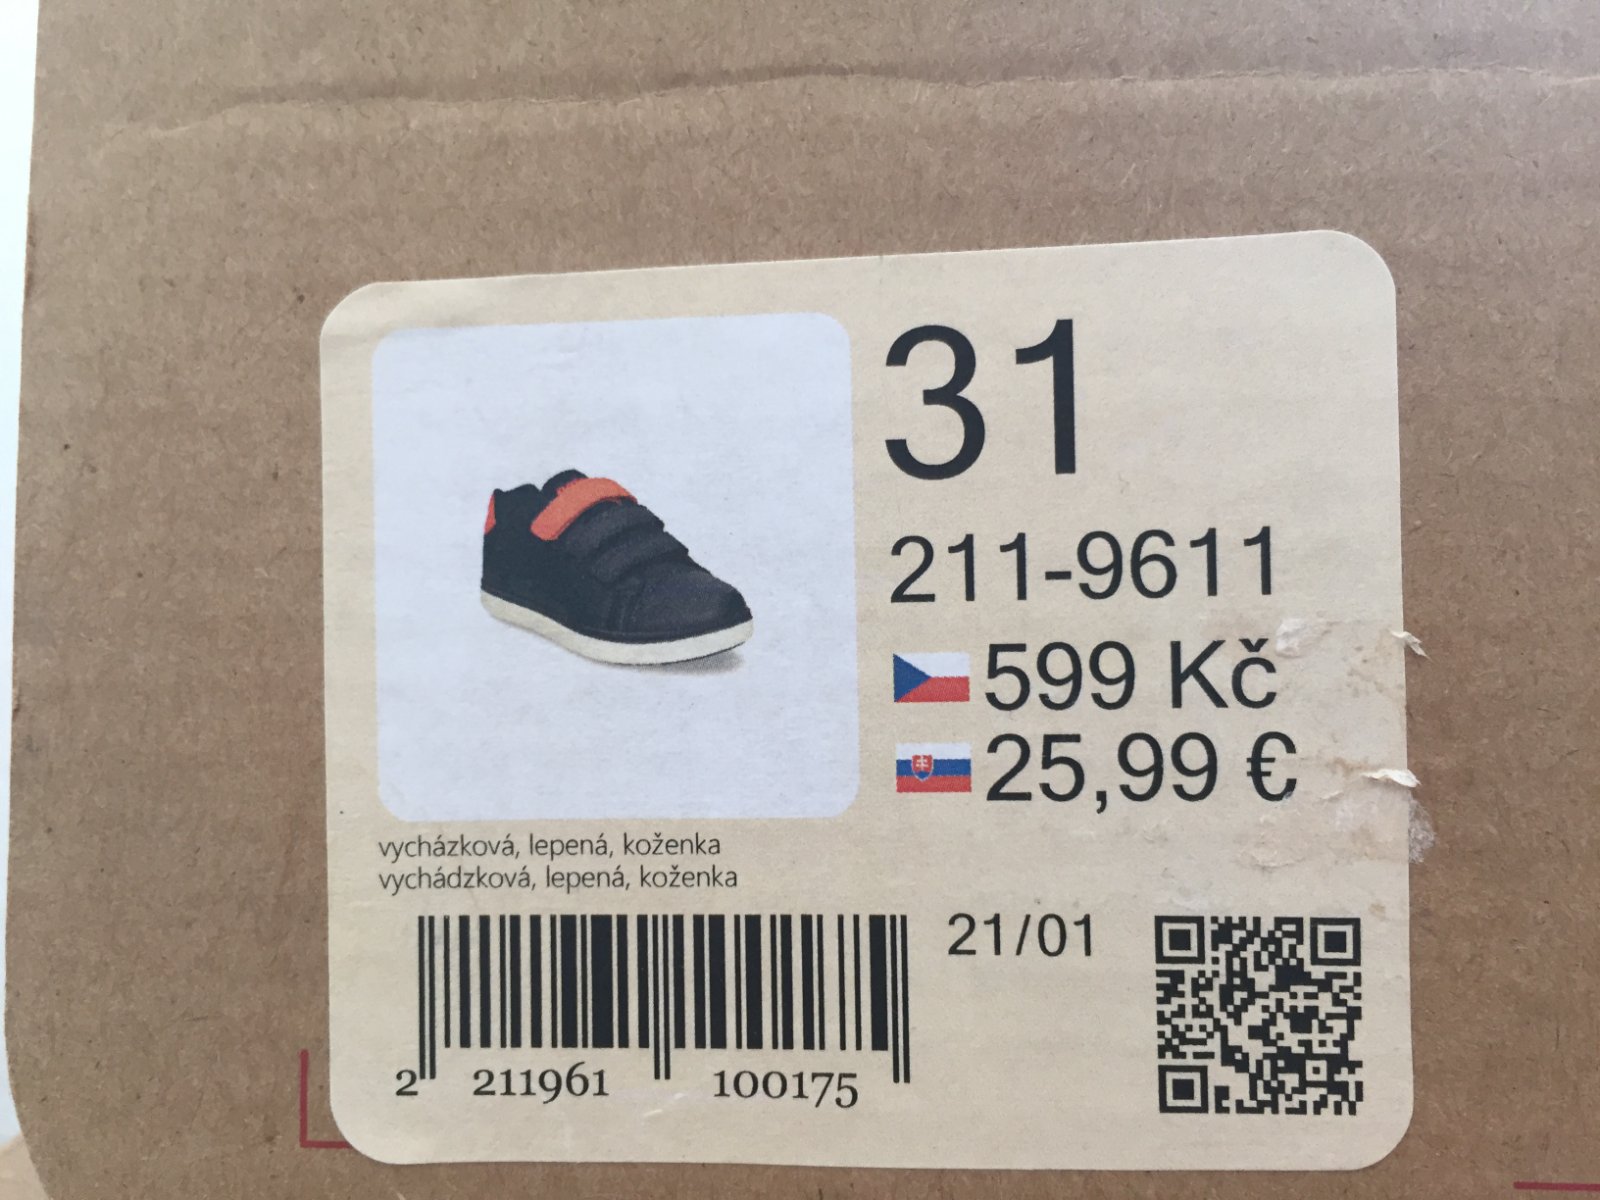 31
211-9611
599 Kč
25,99 €
vycházková, lepená, koženka
vychádzková, lepená, koženka
21/01
2 211961 100175